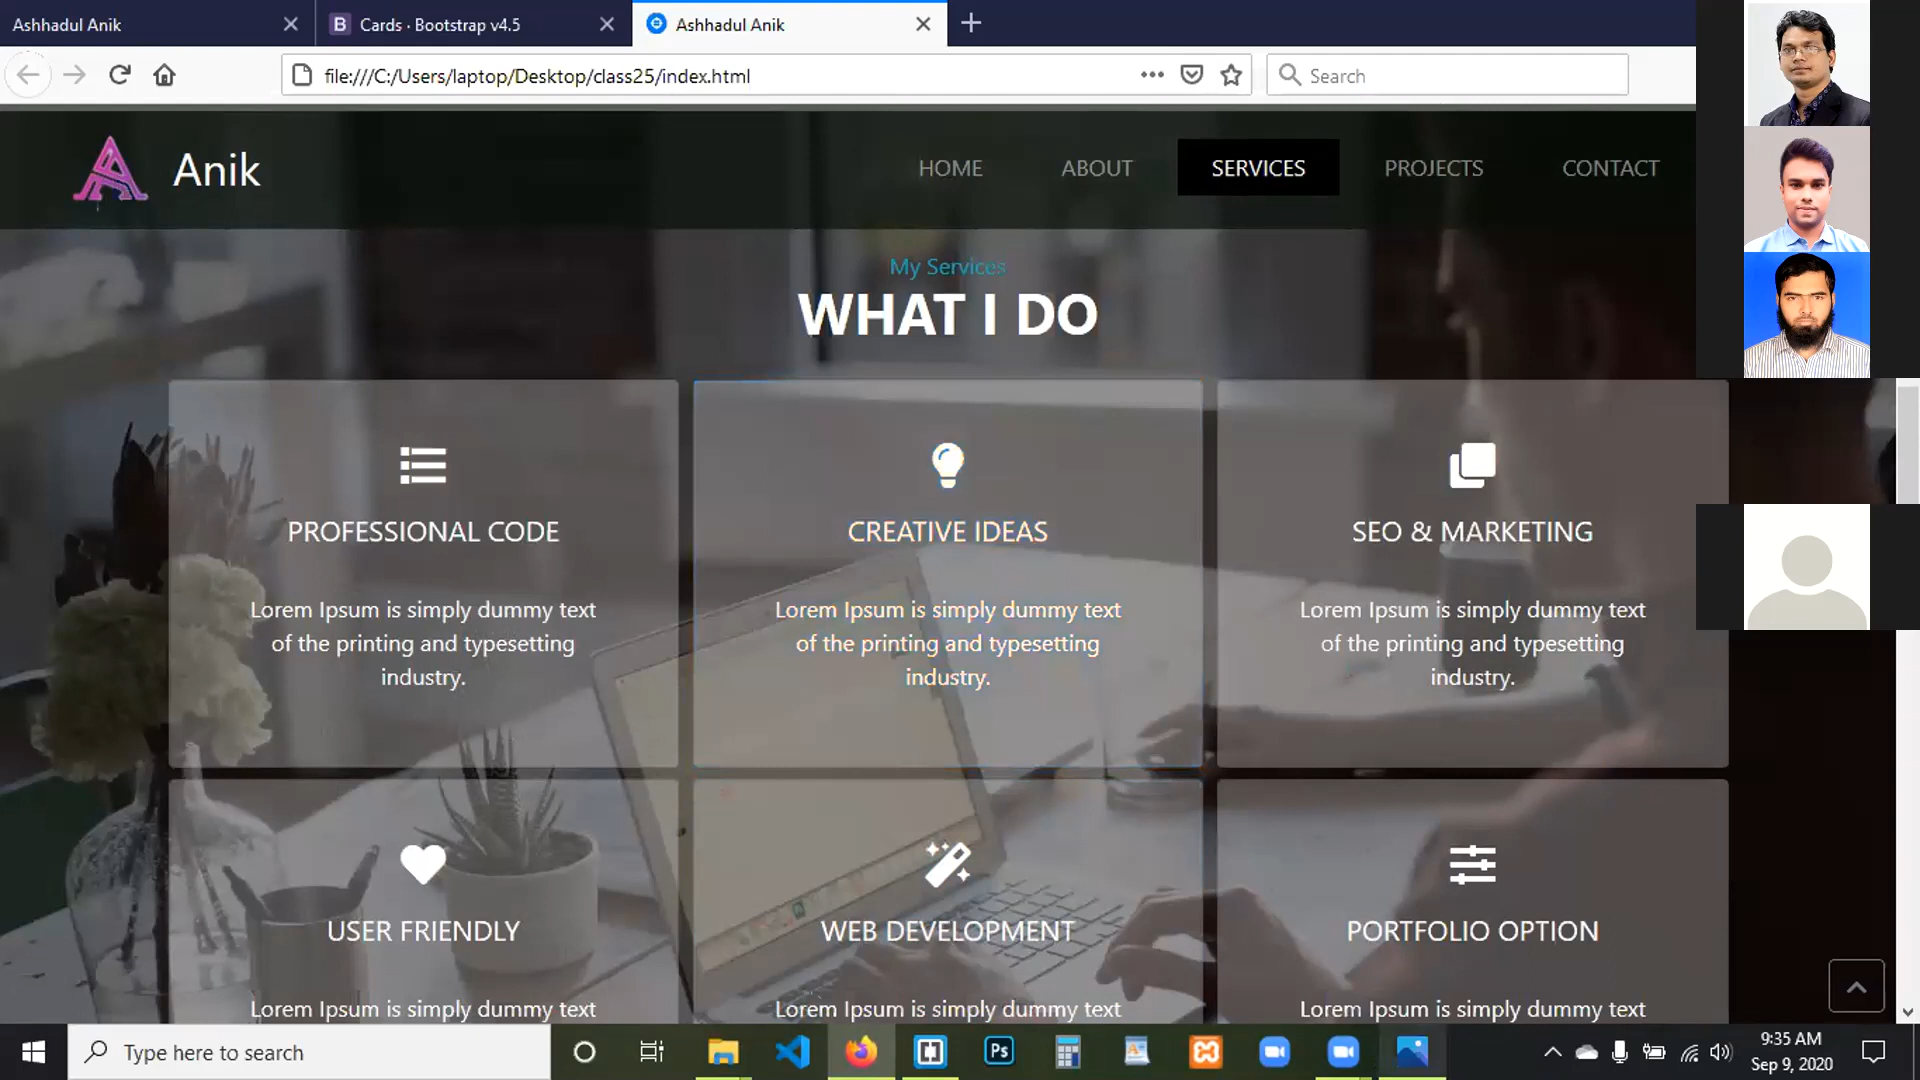 Ashhadul Anik
B Cards · Bootstrap v4.5
Ashhadul Anik
file:///C:/Users/laptop/Desktop/class25/index.html
Search
Anik
HOME
ABOUT
SERVICES
PROJECTS
CONTACT
My Services
WHAT I DO
PROFESSIONAL CODE
Lorem Ipsum is simply dummy text
of the printing and typesetting
industry.
CREATIVE IDEAS
Lorem Ipsum is simply dummy text
of the printing and typesetting
industry.
SEO & MARKETING
Lorem Ipsum is simply dummy text
of the printing and typesetting
industry.
USER FRIENDLY
Lorem Ipsum is simply dummy text
WEB DEVELOPMENT
Lorem Ipsum is simply dummy text
PORTFOLIO OPTION
Lorem Ipsum is simply dummy text
Type here to search
Ps
9:35 AM
Sep 9, 2020